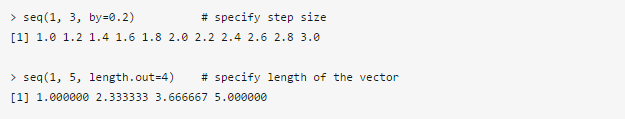 > seq(1, 3, by=0.2)          # specify step size
[1] 1.0 1.2 1.4 1.6 1.8 2.0 2.2 2.4 2.6 2.8 3.0
> seq(1, 5, length.out=4)    # specify length of the vector
[1] 1.000000 2.333333 3.666667 5.000000